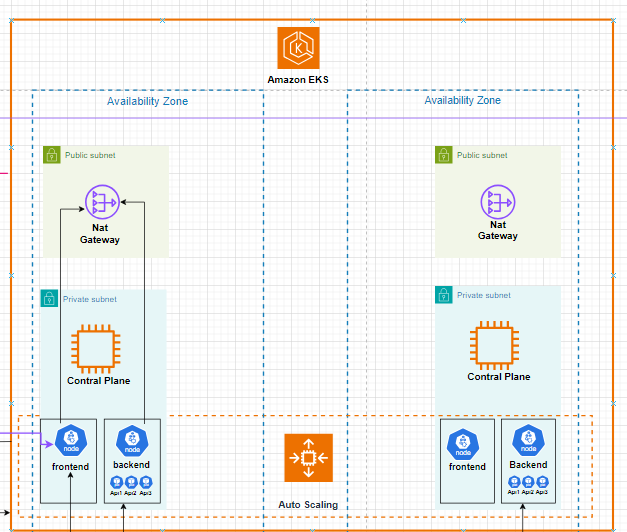 Amazon EKS
Availability Zone
Availability Zone
Public subnet
Public subnet
Nat
Gateway
Nat
Gateway
Private subnet
Private subnet
Contral Plane
Contral Plane
node
frontend
node
backend
Api1 Api2 Api3
Auto Scaling
node
frontend
node
Backend
Api1 Api2 Api3